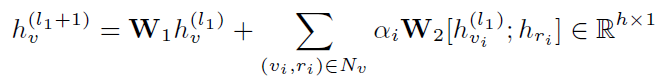 $h_v^{(l_1+1)} = \mathbf{W}_1 h_v^{(l_1)} + \sum_{(v_i, r_i) \in N_v} \alpha_i \mathbf{W}_2 [h_{v_i}^{(l_1)}; h_{r_i}] \in \mathbb{R}^{h \times 1}$